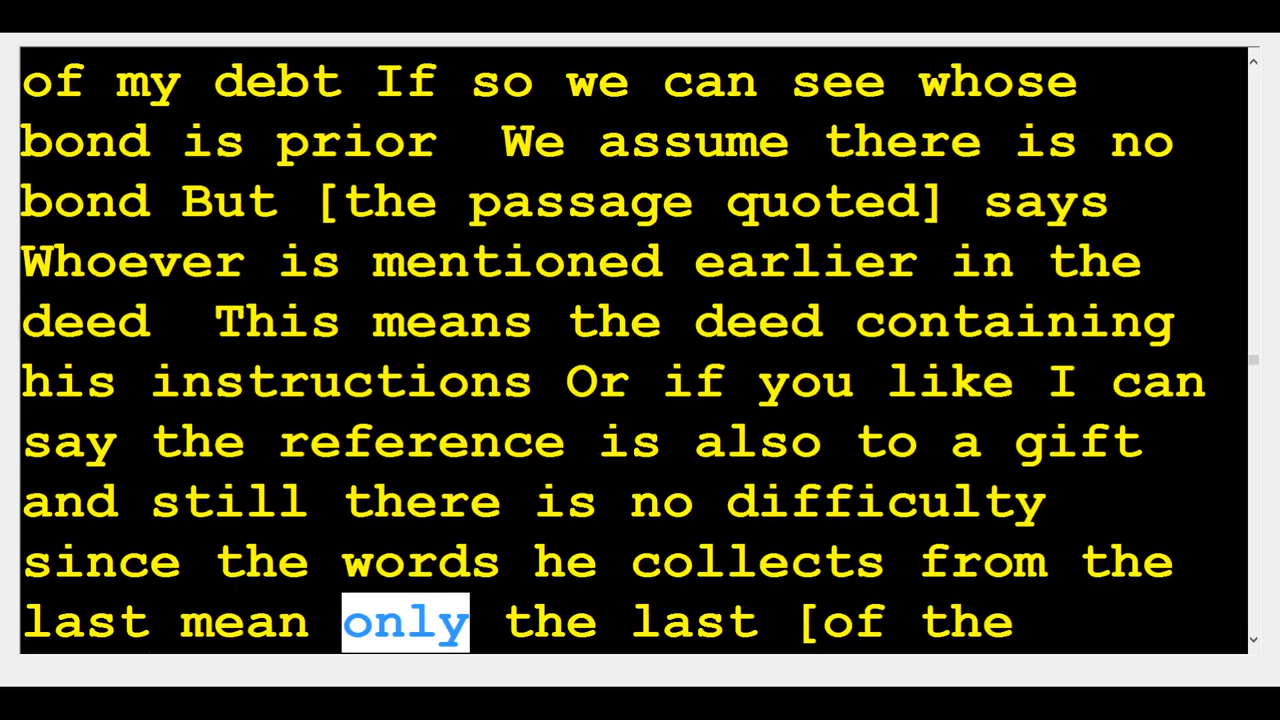 of my debt If so we can see whose
bond is prior  We assume there is no
bond But [the passage quoted] says
Whoever is mentioned earlier in the
deed  This means the deed containing
his instructions Or if you like I can
say the reference is also to a gift
and still there is no difficulty
since the words he collects from the
last mean only the last [of the